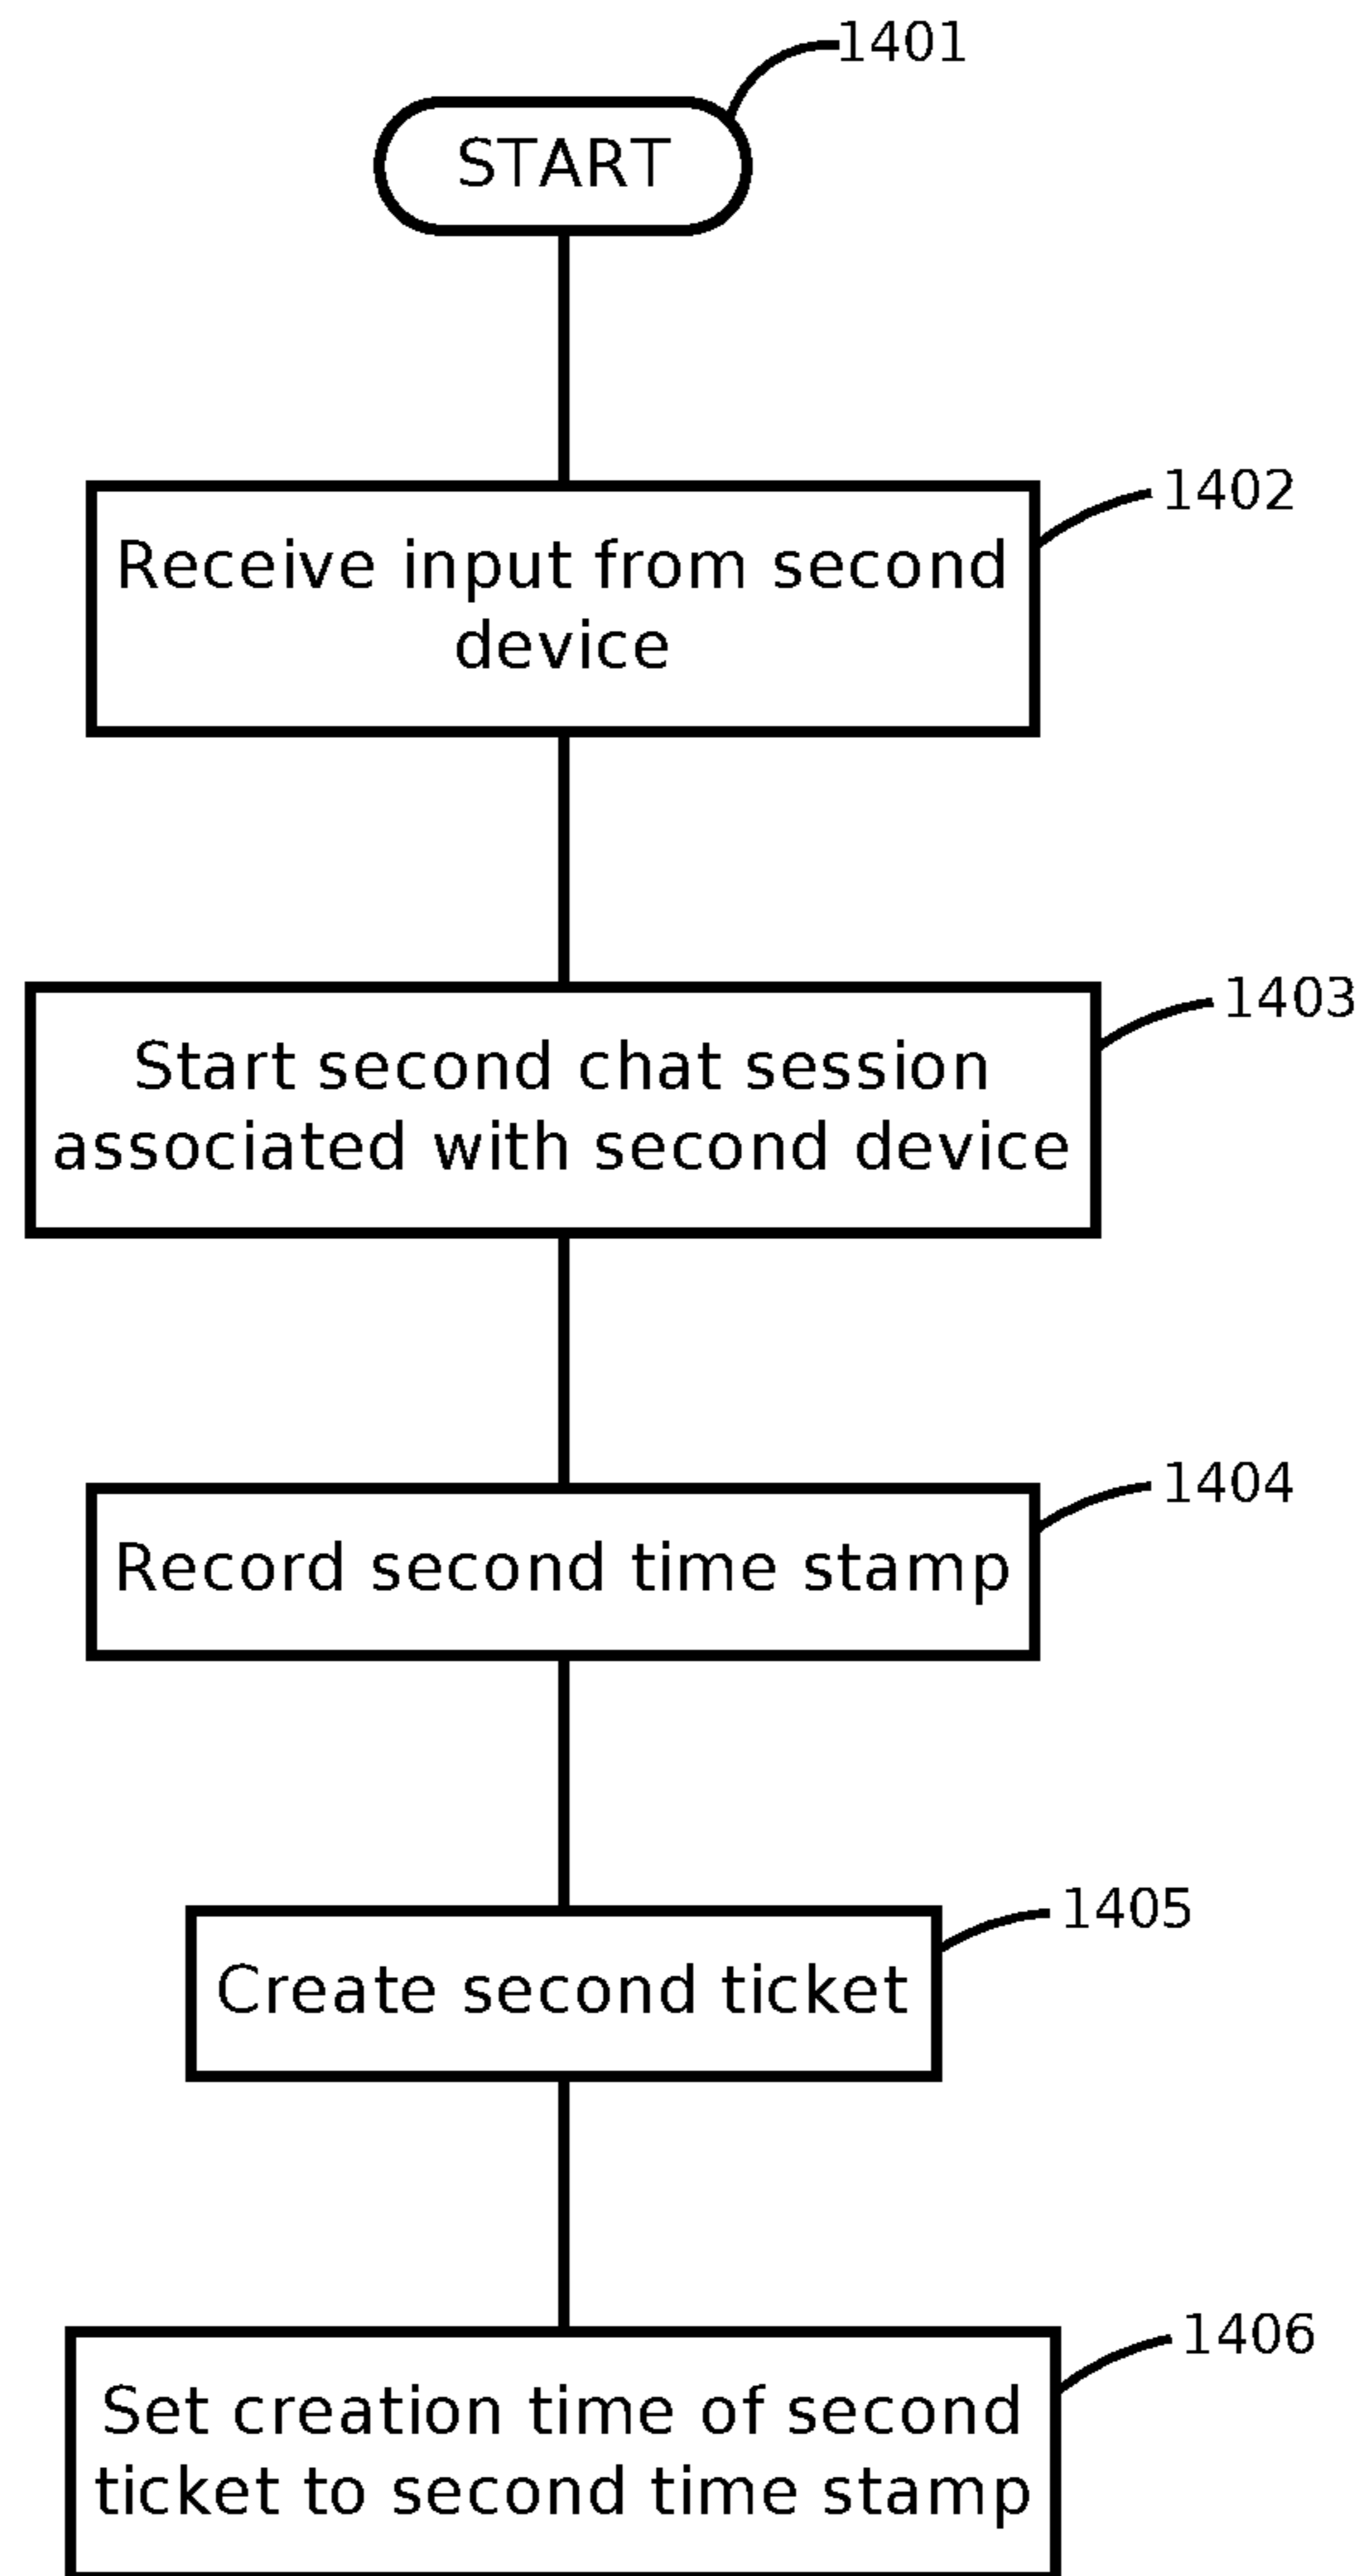 1401
START
1402
Receive input from second
device
1403
Start second chat session
associated with second device
1404
Record second time stamp
1405
Create second ticket
1406
Set creation time of second
ticket to second time stamp